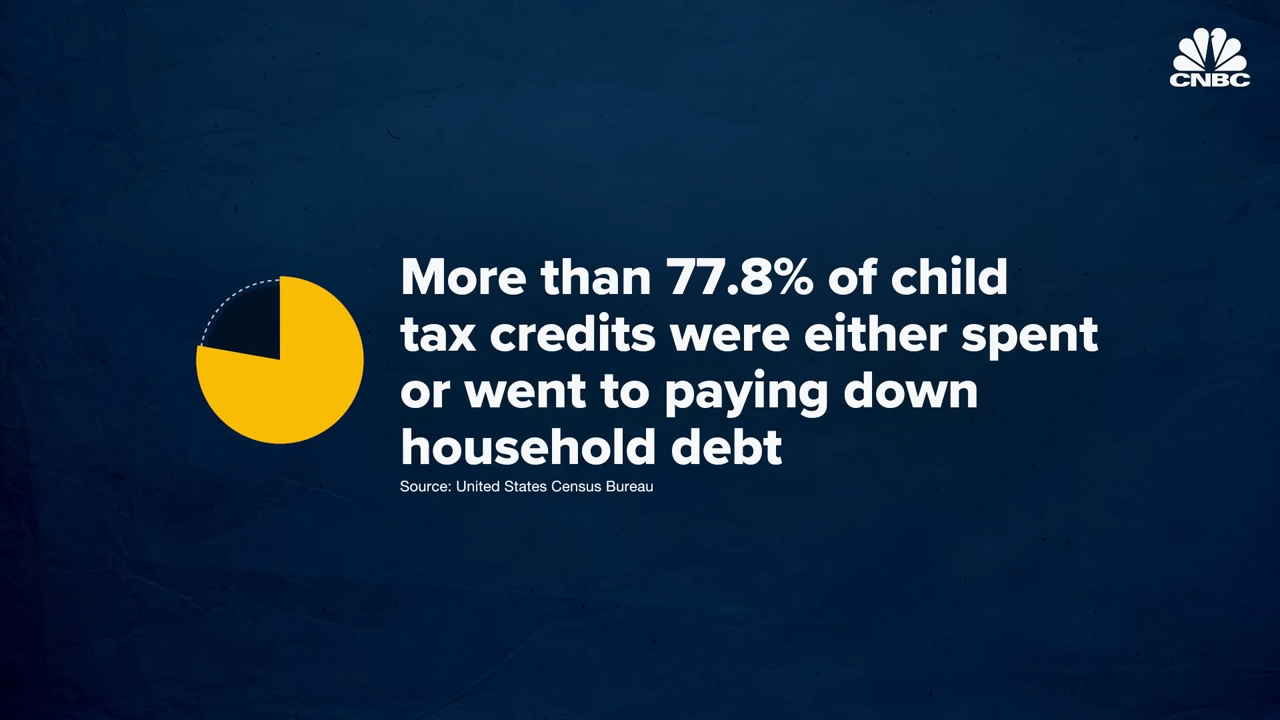 CNBC
More than 77.8% of child
tax credits were either spent
or went to paying down
household debt
Source: United States Census Bureau